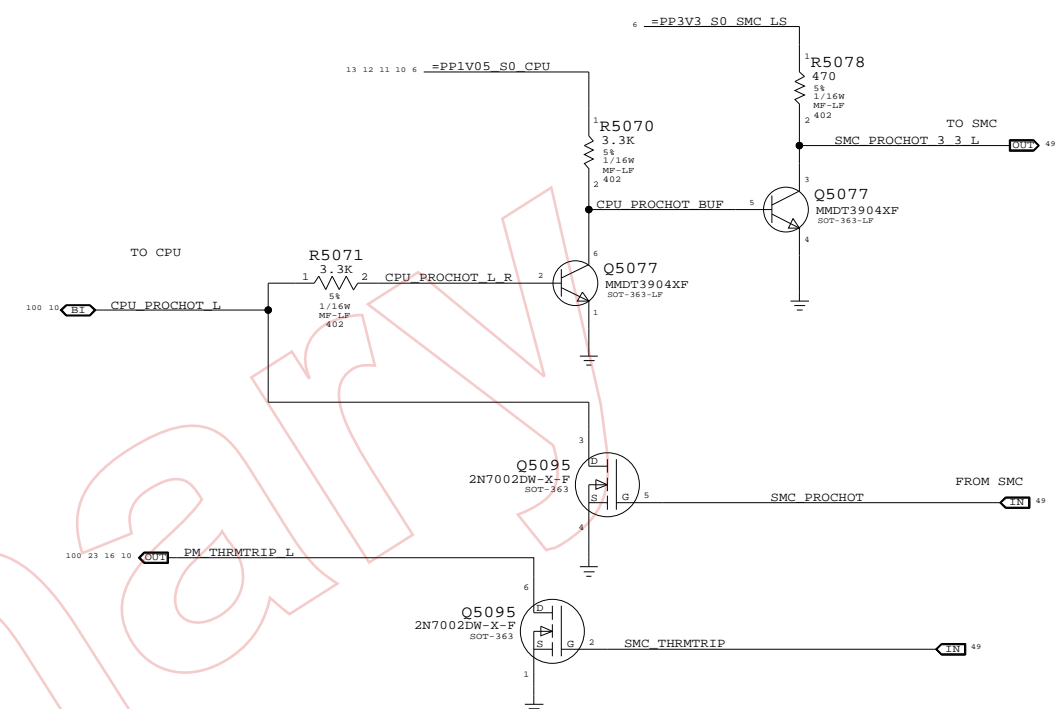 6 =PP3V3_S0_SMC_LS
1
R5078
470
5%
1/16W
MF-LF
402
2
13 12 11 10 6 =PP1V05_S0_CPU
1
R5070
3.3K
5%
1/16W
MF-LF
402
2
TO SMC
SMC_PROCHOT_3_3_L OUT 49
3
CPU_PROCHOT_BUF 5
Q5077
MMDT3904XF
SOT-363-LF
4
TO CPU
R5071
3.3K
1 2 CPU_PROCHOT_L_R 2
5%
1/16W
MF-LF
402
6
Q5077
MMDT3904XF
SOT-363-LF
1
100 10 BI CPU_PROCHOT_L
3
Q5095
2N7002DW-X-F
SOT-363
D
S G 5
4
FROM SMC
SMC_PROCHOT IN 49
100 23 16 10 OUT PM_THRMTRIP_L
6
Q5095
2N7002DW-X-F
SOT-363
D
S G 2
1
SMC_THRMTRIP IN 49
nary